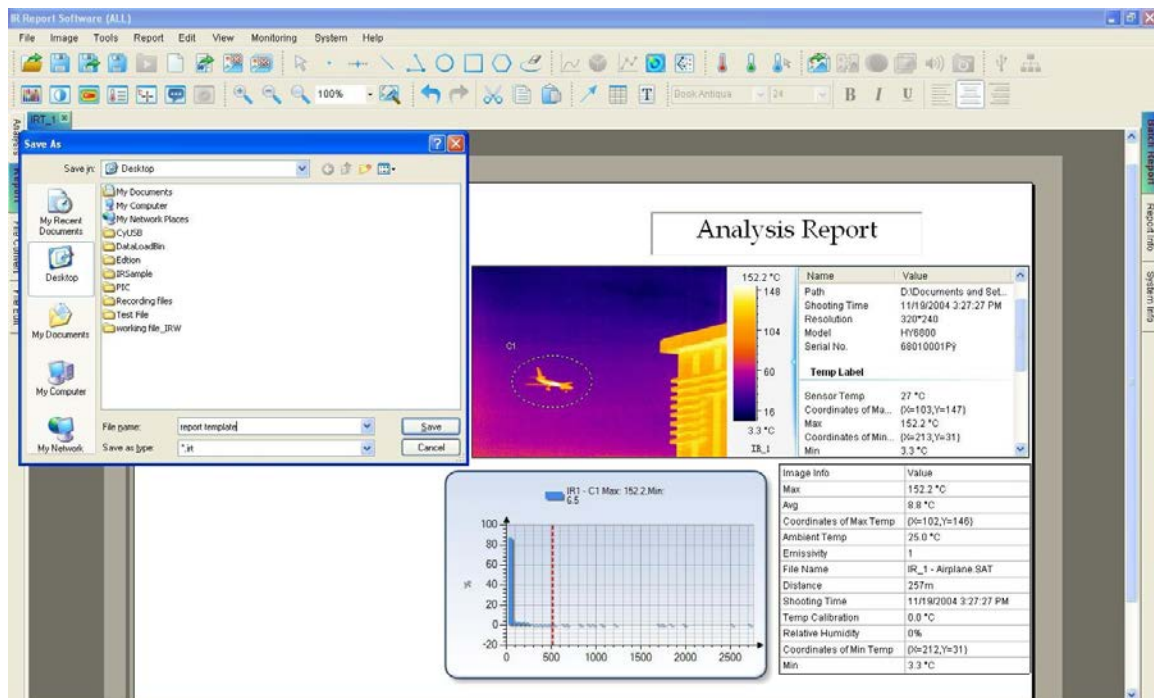 IR Report Software (ALL)
File Image Tools Report Edit View Monitoring System Help
100% Book Antiqua 24 B I U
IRT_1
Analysis
Report
File Convert
File Edit
Save As
Save in: Desktop
My Recent Documents
Desktop
My Documents
My Computer
My Network
My Documents
My Computer
My Network Places
CyUSB
DataLoadBin
Edtion
IRSample
PIC
Recording files
Test File
working file_IRW
File name: report template Save
Save as type: *.irt Cancel
Analysis Report
C1
152.2 °C
148
104
60
16
3.3 °C
IR_1
Name Value
Path D:\Documents and Set...
Shooting Time 11/19/2004 3:27:27 PM
Resolution 320*240
Model HY6800
Serial No. 68010001Pÿ
Temp Label
Sensor Temp 27 °C
Coordinates of Ma... (X=103,Y=147)
Max 152.2 °C
Coordinates of Min... (X=213,Y=31)
Min 3.3 °C
IR1 - C1 Max: 152.2,Min:
6.5
%
100
80
60
40
20
0
-20
0 500 1000 1500 2000 2500
Image Info Value
Max 152.2 °C
Avg 8.8 °C
Coordinates of Max Temp (X=102,Y=146)
Ambient Temp 25.0 °C
Emissivity 1
File Name IR_1 - Airplane.SAT
Distance 257m
Shooting Time 11/19/2004 3:27:27 PM
Temp Calibration 0.0 °C
Relative Humidity 0%
Coordinates of Min Temp (X=212,Y=31)
Min 3.3 °C
Batch Report
Report Info
System Info